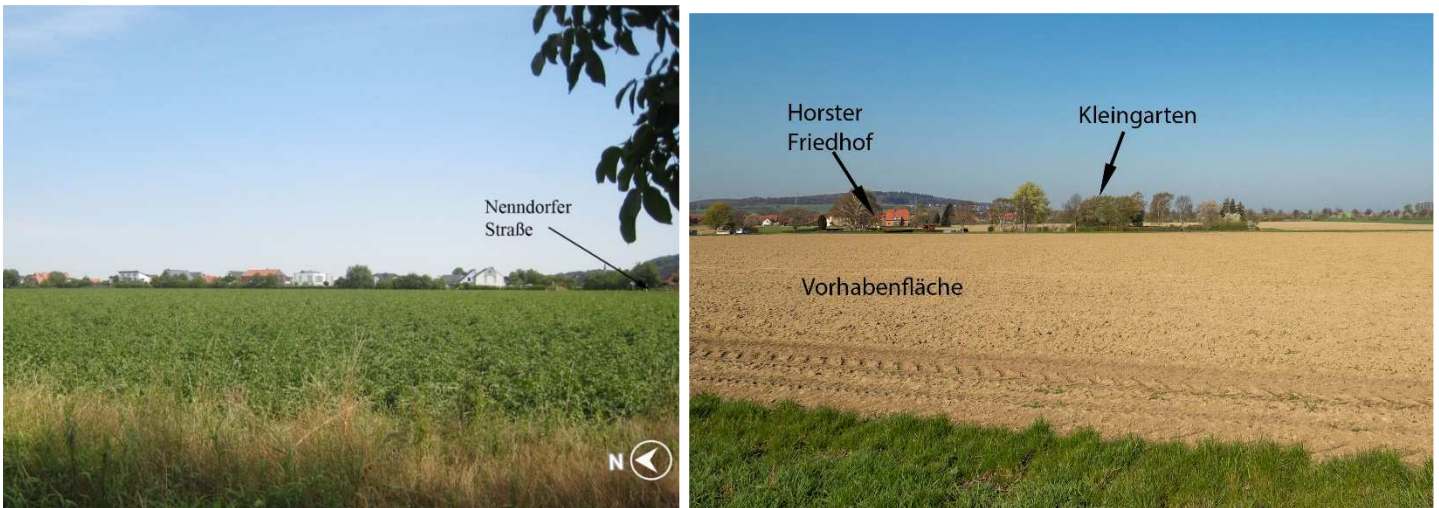 Nenndorfer
Straße
N
Horster
Friedhof
Kleingarten
Vorhabenfläche